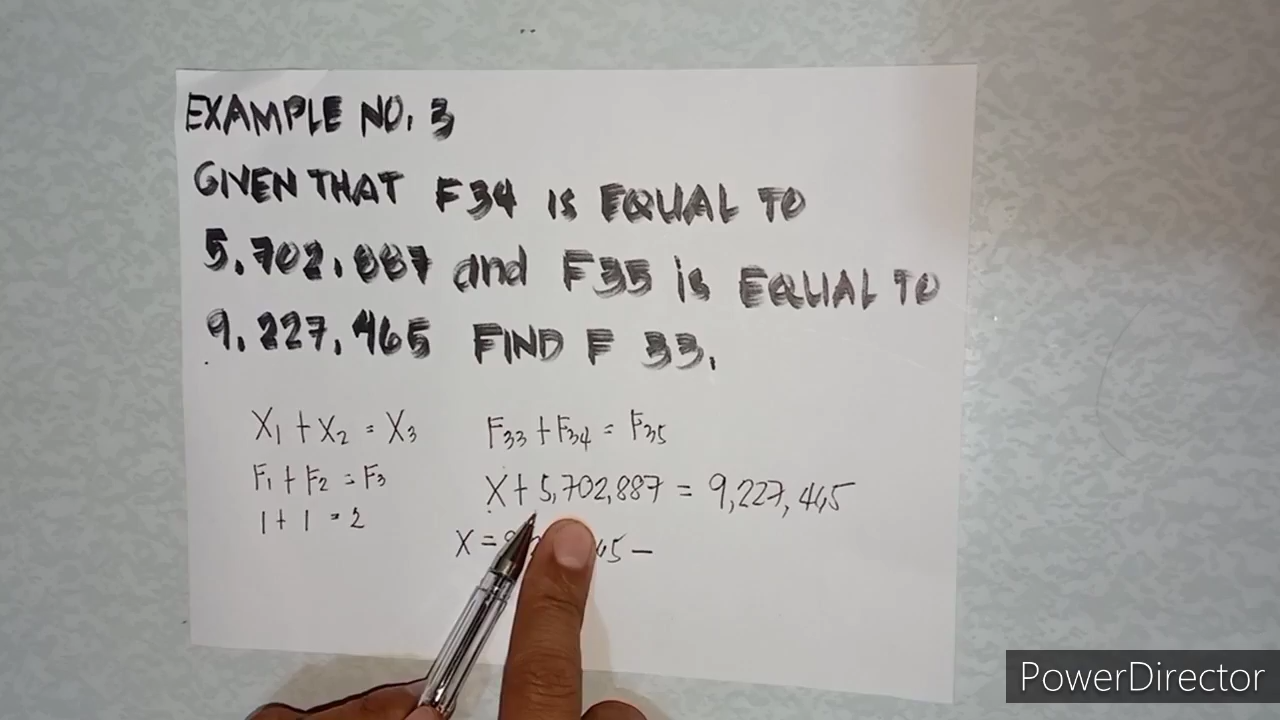 EXAMPLE NO. 3
GIVEN THAT F34 IS EQUAL TO
5,702,887 and F35 is EQUAL TO
9,227,465 FIND F 33.
X1 + X2 = X3
F1 + F2 = F3
1 + 1 = 2
F33 + F34 = F35
X + 5,702,887 = 9,227,465
X = 65 –
PowerDirector